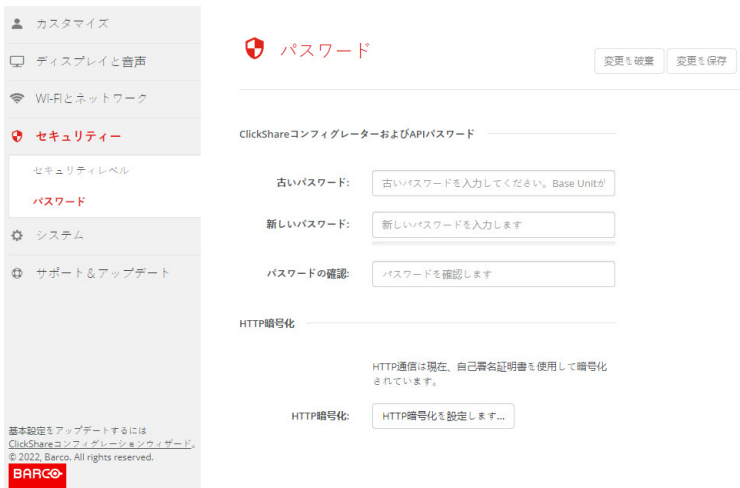 カスタマイズ
ディスプレイと音声
Wi-Fiとネットワーク
セキュリティー
セキュリティレベル
パスワード
システム
サポート＆アップデート
基本設定をアップデートするには
ClickShareコンフィグレーションウィザード。
© 2022, Barco. All rights reserved.
BARCO
パスワード
変更を破棄
変更を保存
ClickShareコンフィグレーターおよびAPIパスワード
古いパスワード:
古いパスワードを入力してください。Base Unitが
新しいパスワード:
新しいパスワードを入力します
パスワードの確認:
パスワードを確認します
HTTP暗号化
HTTP通信は現在、自己署名証明書を使用して暗号化
されています。
HTTP暗号化:
HTTP暗号化を設定します...